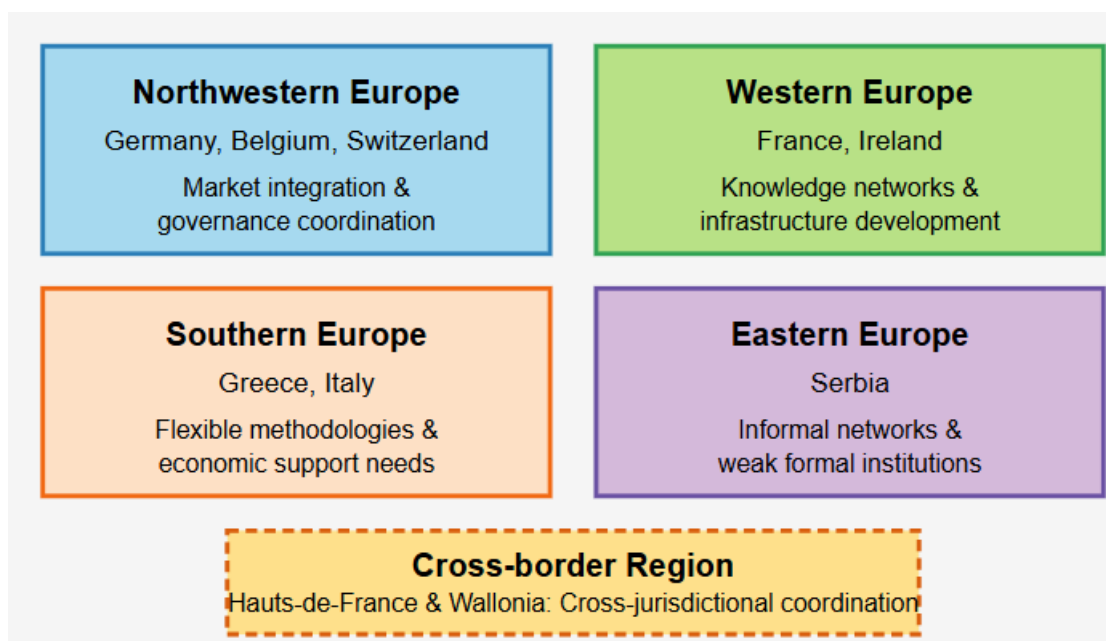 Northwestern Europe
Germany, Belgium, Switzerland
Market integration &
governance coordination
Western Europe
France, Ireland
Knowledge networks &
infrastructure development
Southern Europe
Greece, Italy
Flexible methodologies &
economic support needs
Eastern Europe
Serbia
Informal networks &
weak formal institutions
Cross-border Region
Hauts-de-France & Wallonia: Cross-jurisdictional coordination